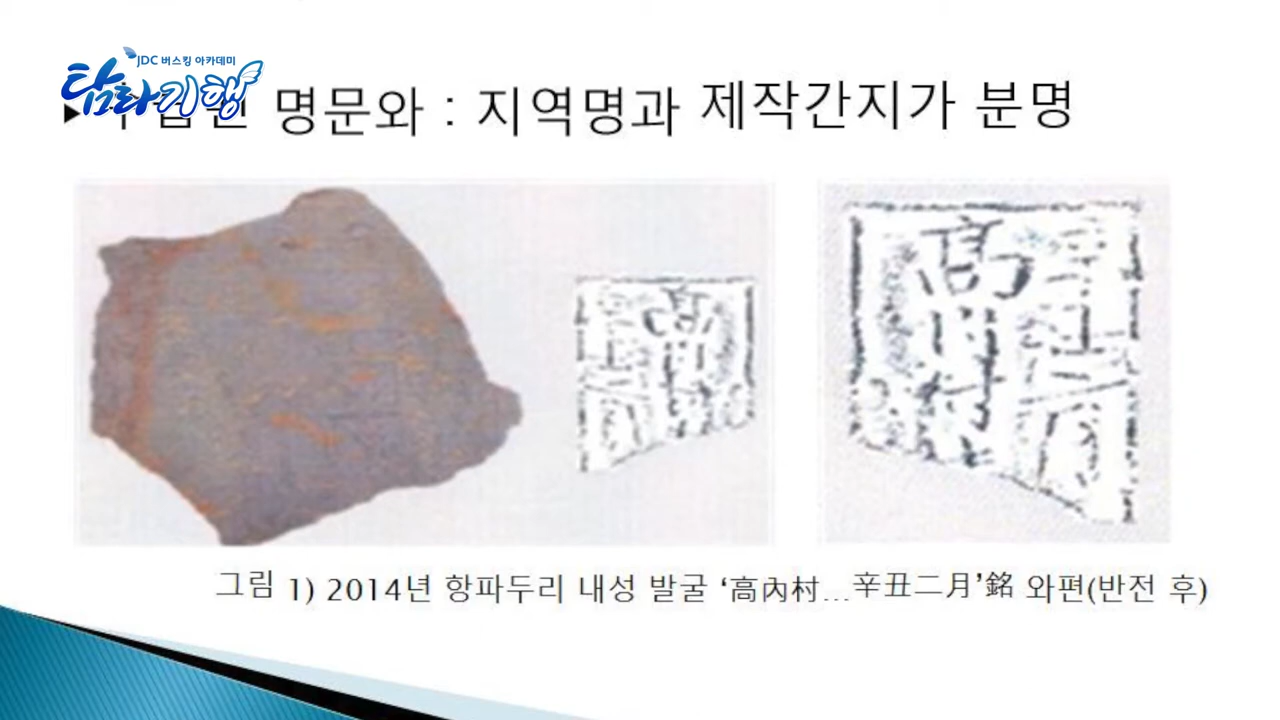 JDC 버스킹 아카데미
탐라기행
명문와 : 지역명과 제작간지가 분명
高
그림 1) 2014년 항파두리 내성 발굴 ‘高內村...辛丑二月’銘 와편(반전 후)